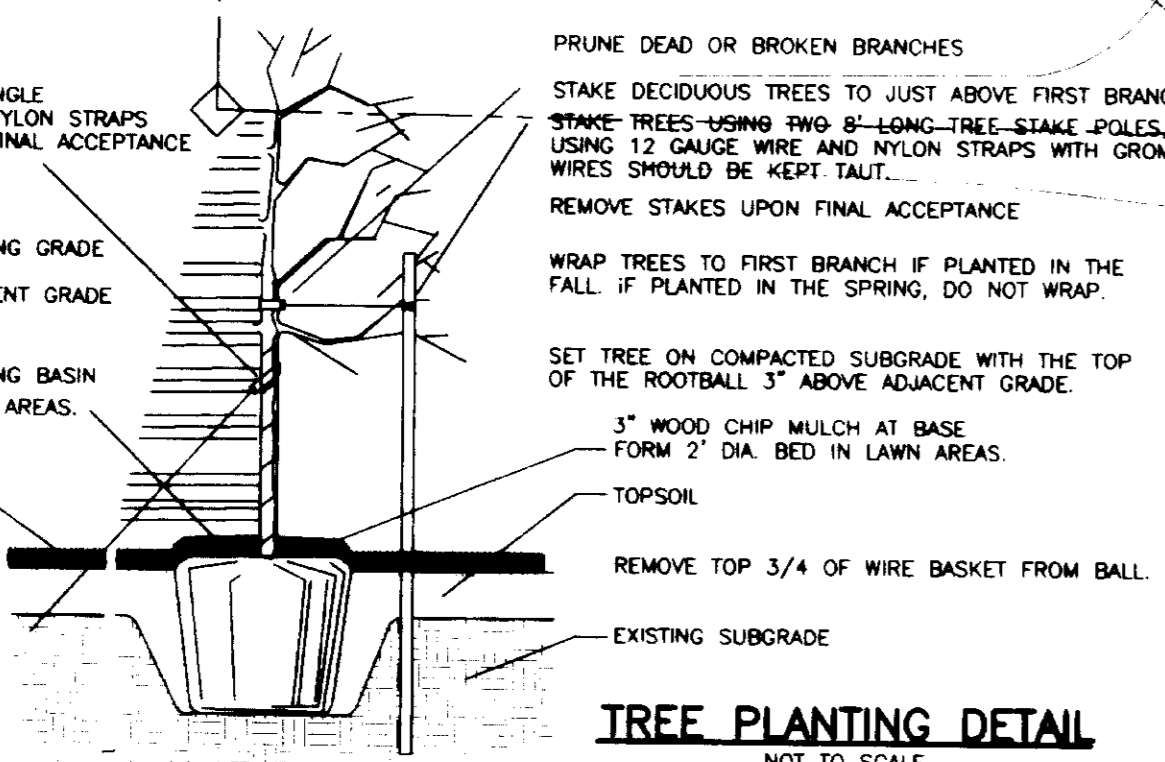 PRUNE DEAD OR BROKEN BRANCHES
NGLE
YLON STRAPS
INAL ACCEPTANCE
STAKE DECIDUOUS TREES TO JUST ABOVE FIRST BRANC
STAKE TREES USING TWO 8' LONG TREE STAKE POLES,
USING 12 GAUGE WIRE AND NYLON STRAPS WITH GROM
WIRES SHOULD BE KEPT TAUT.
REMOVE STAKES UPON FINAL ACCEPTANCE
NG GRADE
ENT GRADE
WRAP TREES TO FIRST BRANCH IF PLANTED IN THE
FALL. IF PLANTED IN THE SPRING, DO NOT WRAP.
NG BASIN
AREAS.
SET TREE ON COMPACTED SUBGRADE WITH THE TOP
OF THE ROOTBALL 3" ABOVE ADJACENT GRADE.
3" WOOD CHIP MULCH AT BASE
FORM 2' DIA. BED IN LAWN AREAS.
TOPSOIL
REMOVE TOP 3/4 OF WIRE BASKET FROM BALL.
EXISTING SUBGRADE
TREE PLANTING DETAIL
NOT TO SCALE